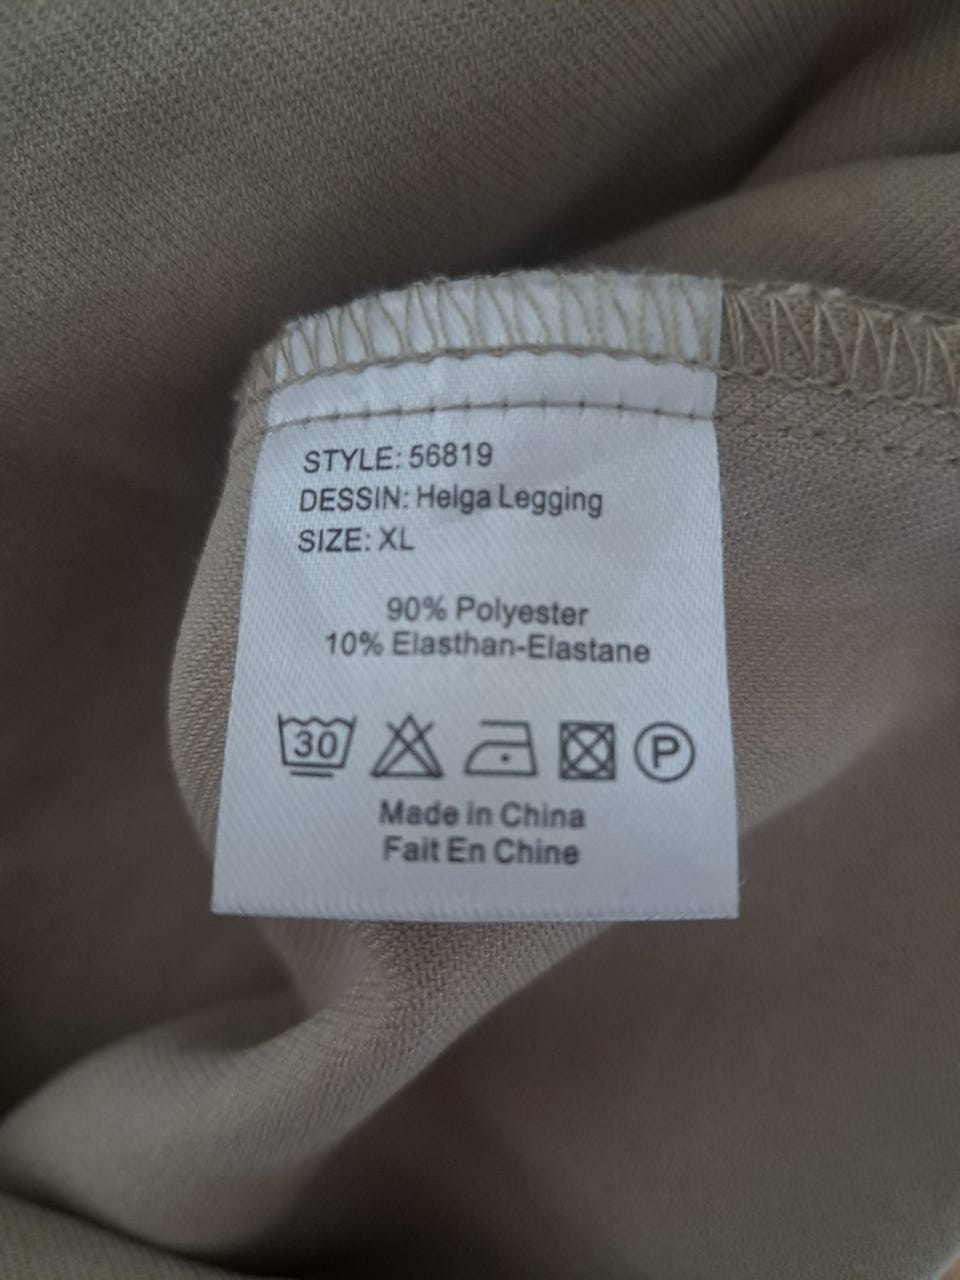 STYLE: 56819
DESSIN: Helga Legging
SIZE: XL
90% Polyester
10% Elasthan-Elastane
30 P
Made in China
Fait En Chine